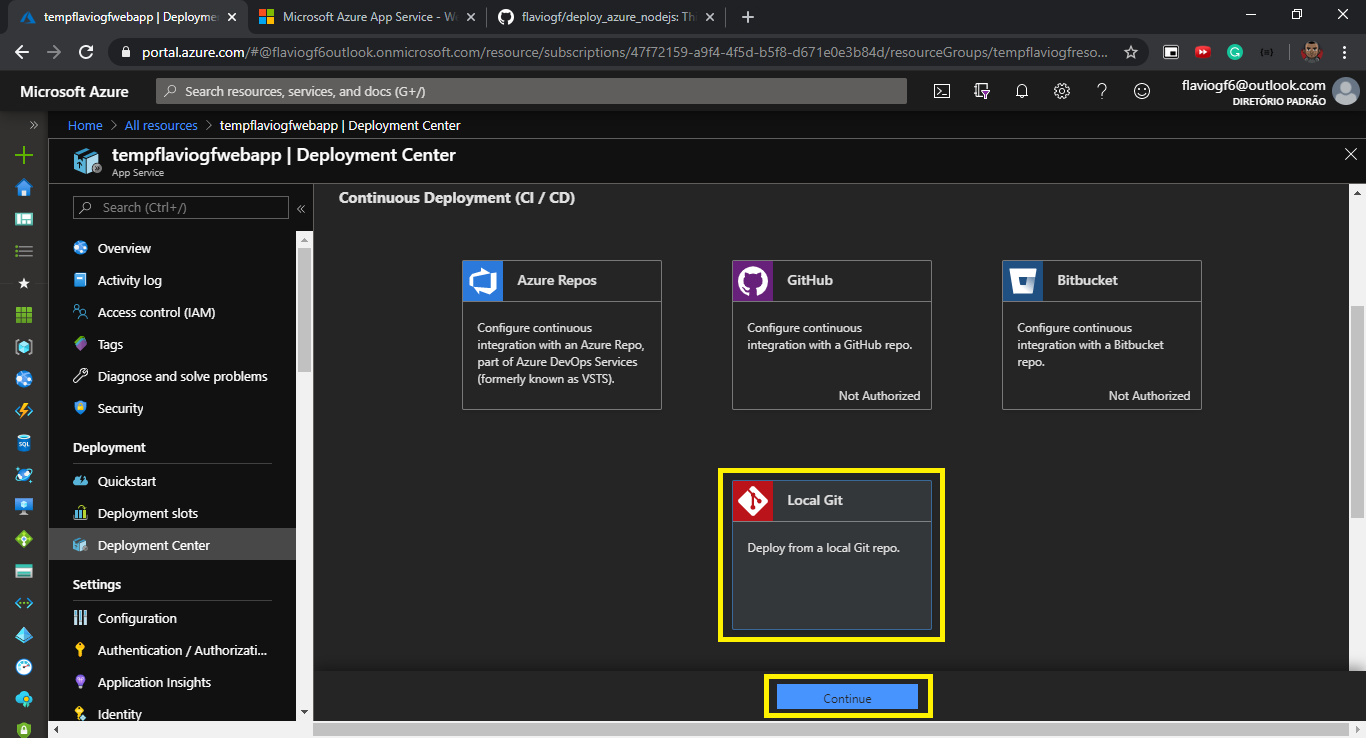 tempflaviogfwebapp | Deployme
Microsoft Azure App Service - We
flaviogf/deploy_azure_nodejs: Thi
portal.azure.com/#@flaviogf6outlook.onmicrosoft.com/resource/subscriptions/47f72159-a9f4-4f5d-b5f8-d671e0e3b84d/resourceGroups/tempflaviogfreso...
Microsoft Azure
Search resources, services, and docs (G+/)
flaviogf6@outlook.com
DIRETÓRIO PADRÃO
Home > All resources > tempflaviogfwebapp | Deployment Center
tempflaviogfwebapp | Deployment Center
App Service
Search (Ctrl+/)
Overview
Activity log
Access control (IAM)
Tags
Diagnose and solve problems
Security
Deployment
Quickstart
Deployment slots
Deployment Center
Settings
Configuration
Authentication / Authorizati...
Application Insights
Identity
Continuous Deployment (CI / CD)
Azure Repos
Configure continuous
integration with an Azure Repo,
part of Azure DevOps Services
(formerly known as VSTS).
GitHub
Configure continuous
integration with a GitHub repo.
Not Authorized
Bitbucket
Configure continuous
integration with a Bitbucket
repo.
Not Authorized
Local Git
Deploy from a local Git repo.
Continue